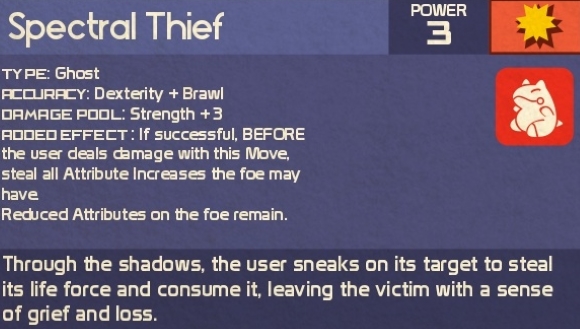 Spectral Thief
POWER
3
TYPE: Ghost
ACCURACY: Dexterity + Brawl
DAMAGE POOL: Strength +3
ADDED EFFECT: If successful, BEFORE
the user deals damage with this Move,
steal all Attribute Increases the foe may
have.
Reduced Attributes on the foe remain.
Through the shadows, the user sneaks on its target to steal
its life force and consume it, leaving the victim with a sense
of grief and loss.